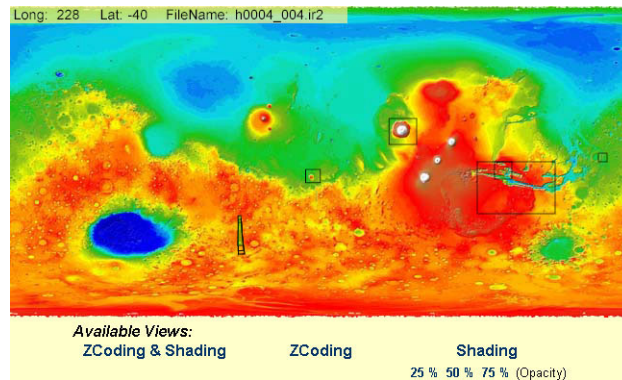 Long: 228 Lat: -40 FileName: h0004_004.ir2
Available Views:
ZCoding & Shading ZCoding Shading
25 % 50 % 75 % (Opacity)